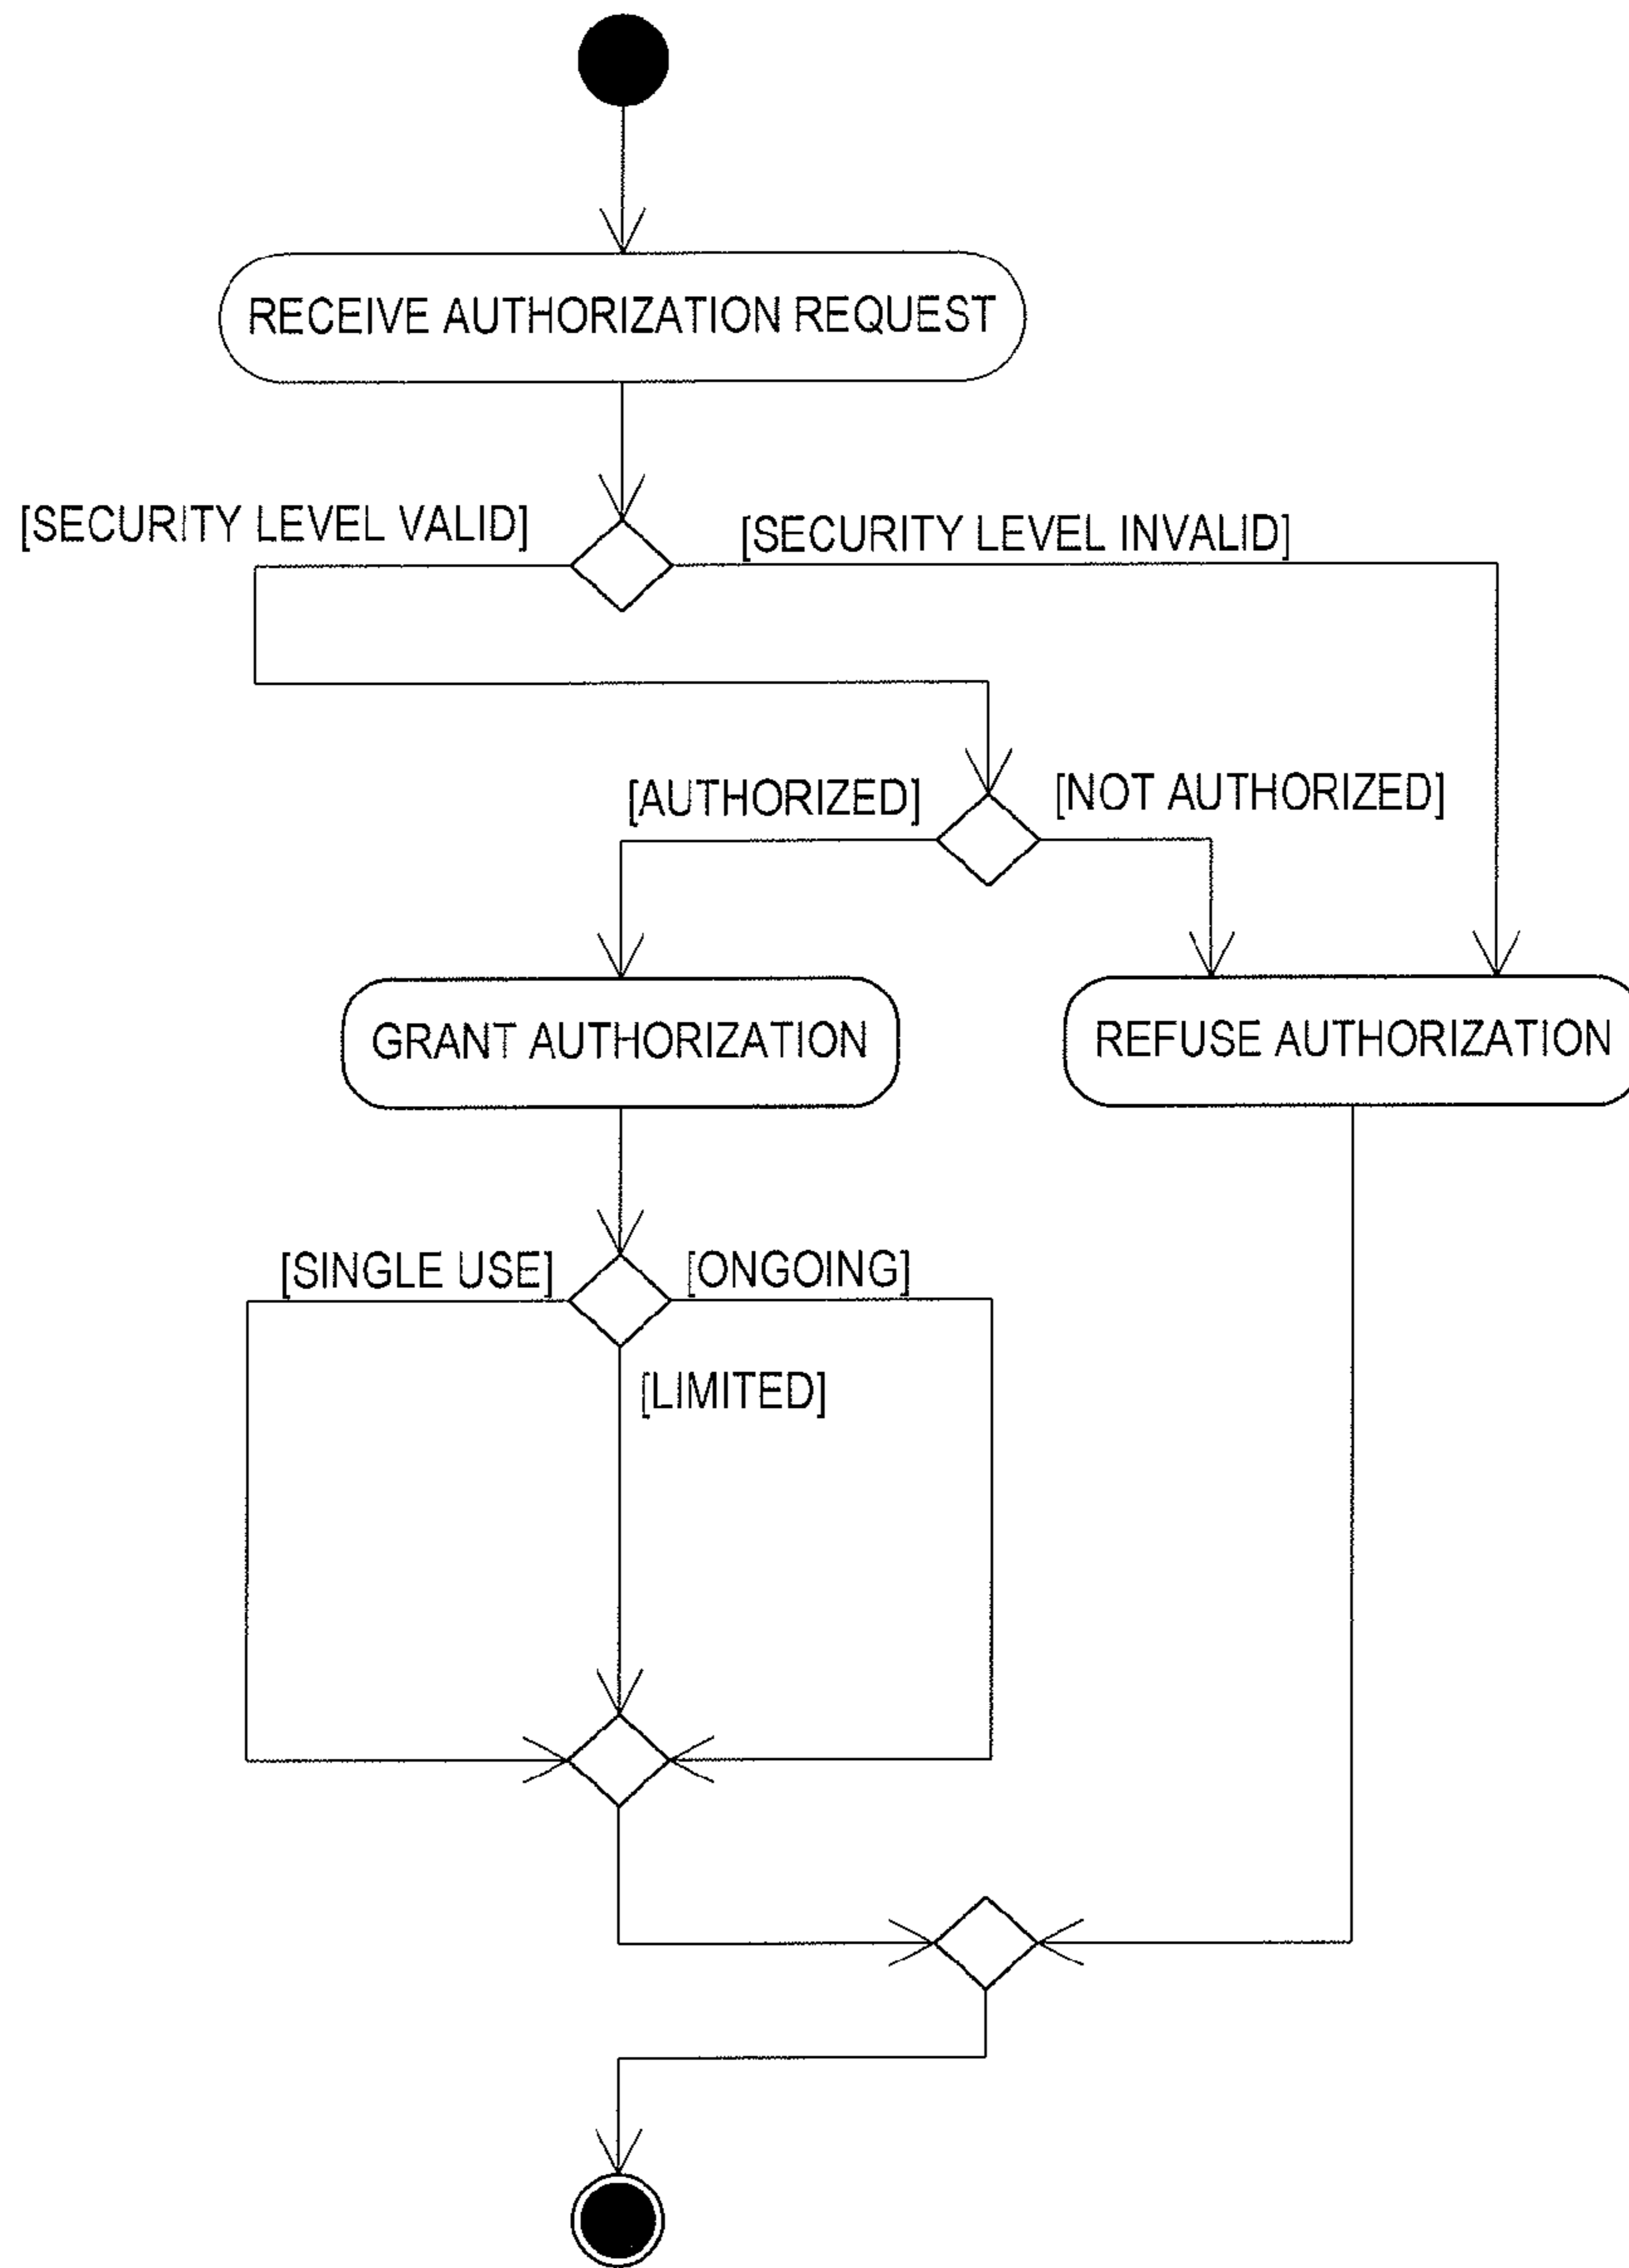 RECEIVE AUTHORIZATION REQUEST
[SECURITY LEVEL VALID]
[SECURITY LEVEL INVALID]
[AUTHORIZED]
[NOT AUTHORIZED]
GRANT AUTHORIZATION
REFUSE AUTHORIZATION
[SINGLE USE]
[ONGOING]
[LIMITED]